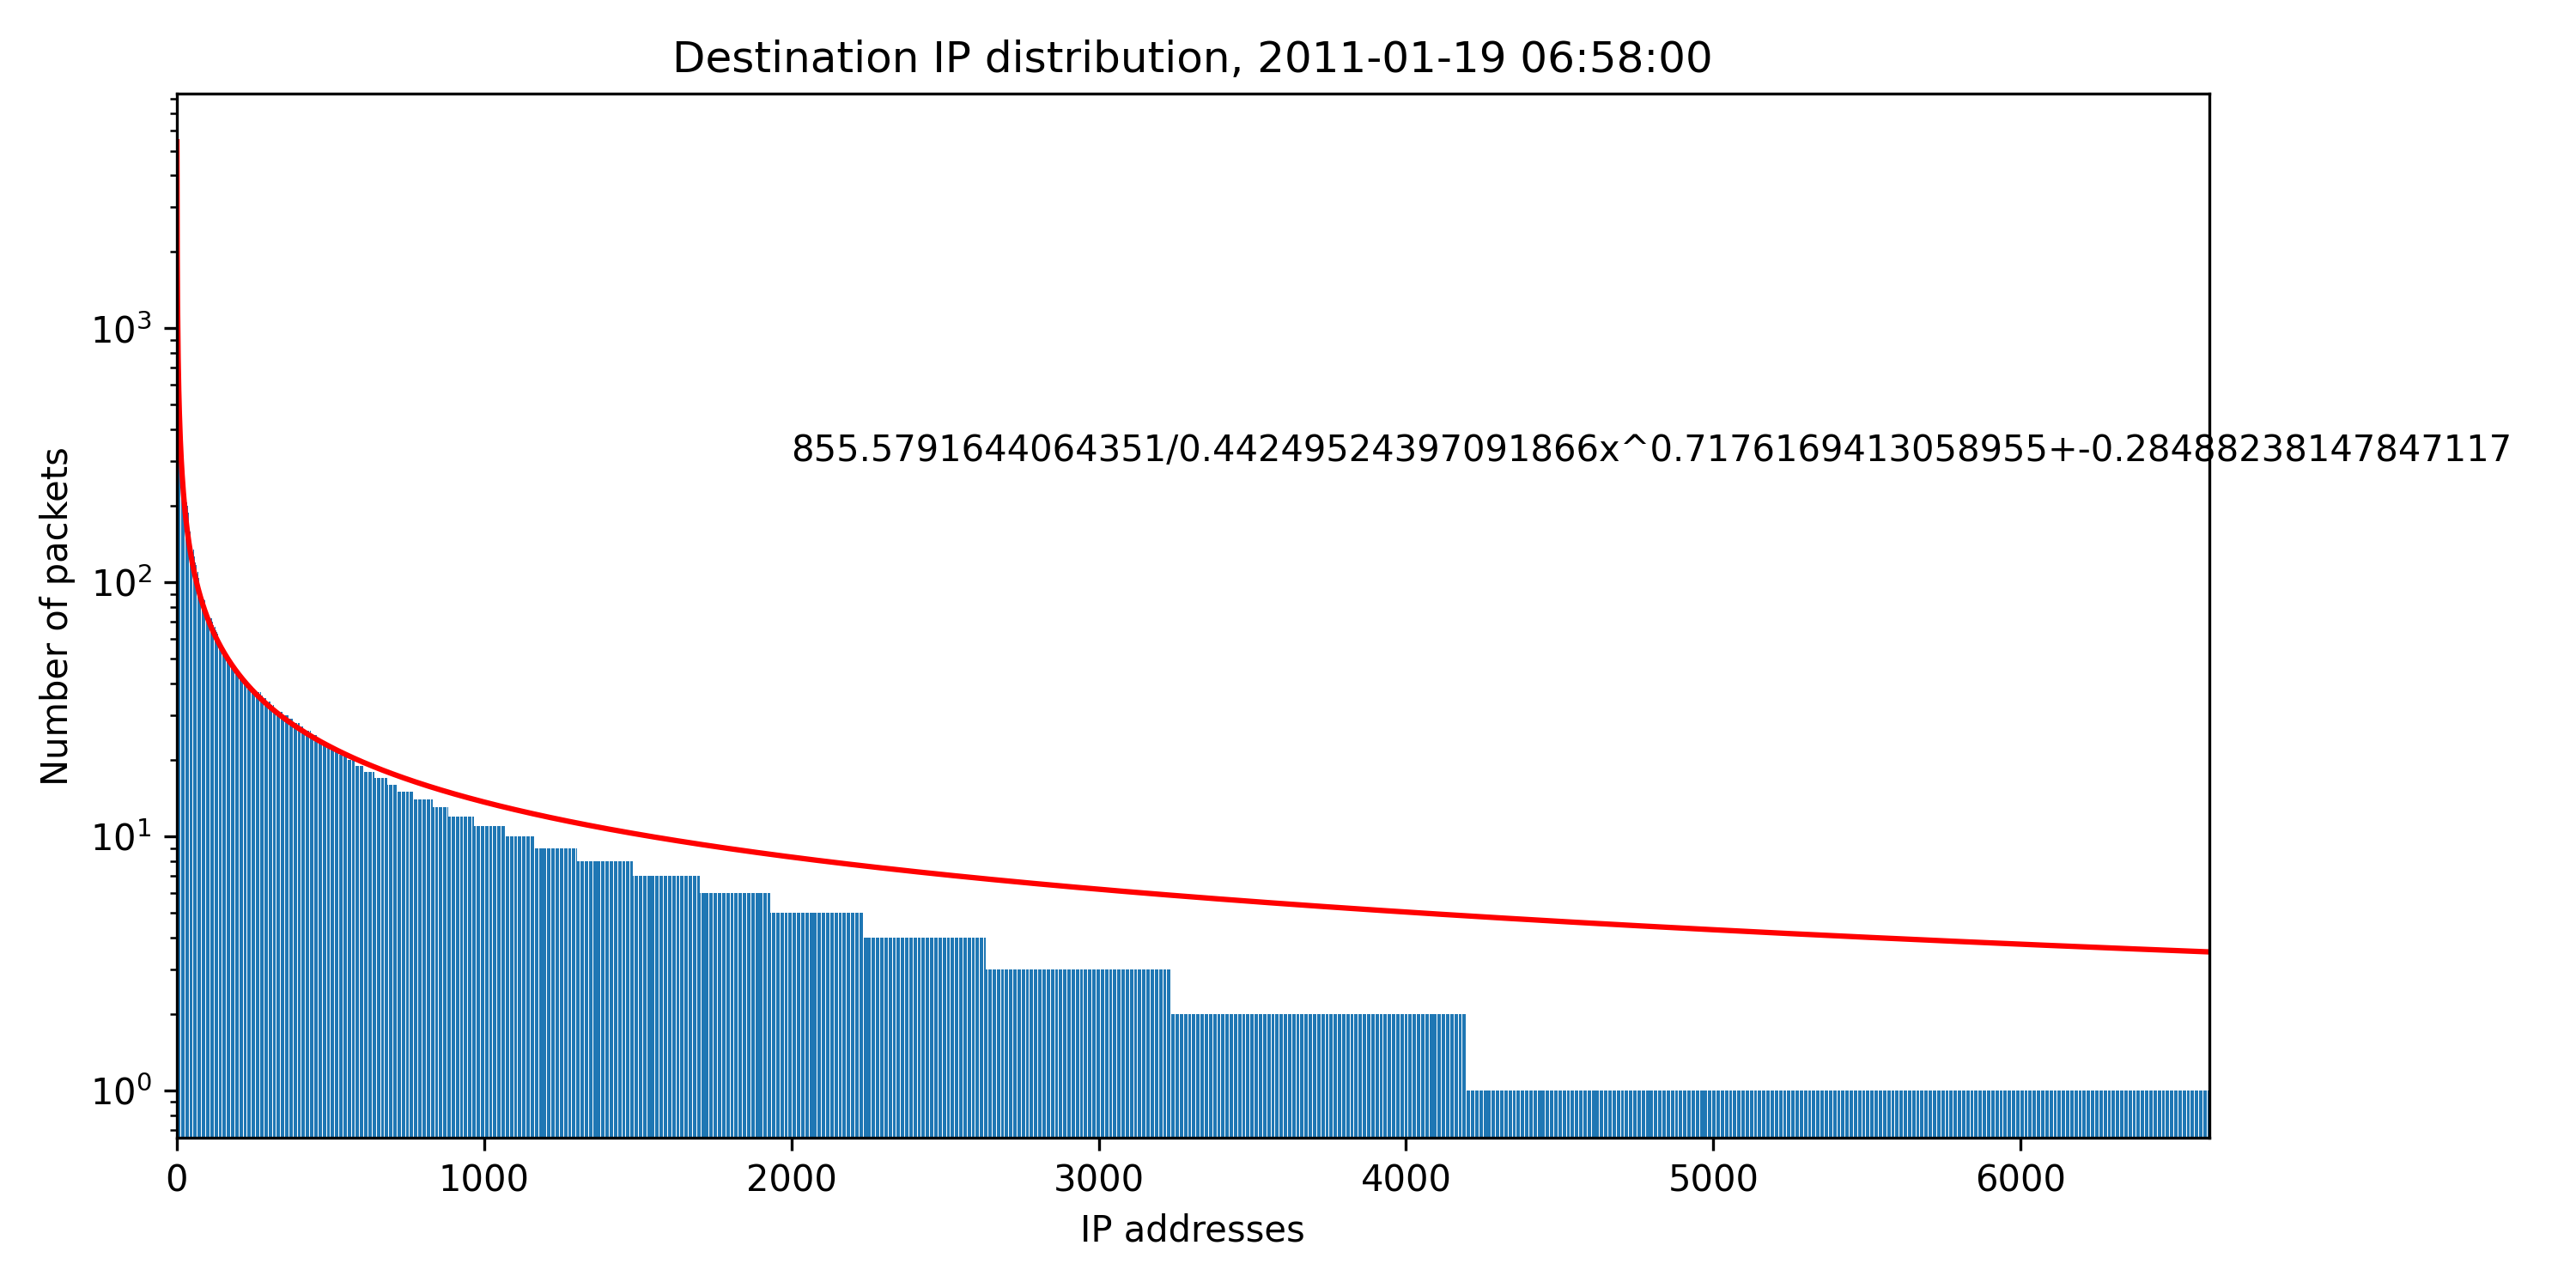 Destination IP distribution, 2011-01-19 06:58:00
10³
855.5791644064351/0.44249524397091866x^0.7176169413058955+-0.28488238147847117
Number of packets
10²
10¹
10⁰
0 1000 2000 3000 4000 5000 6000
IP addresses